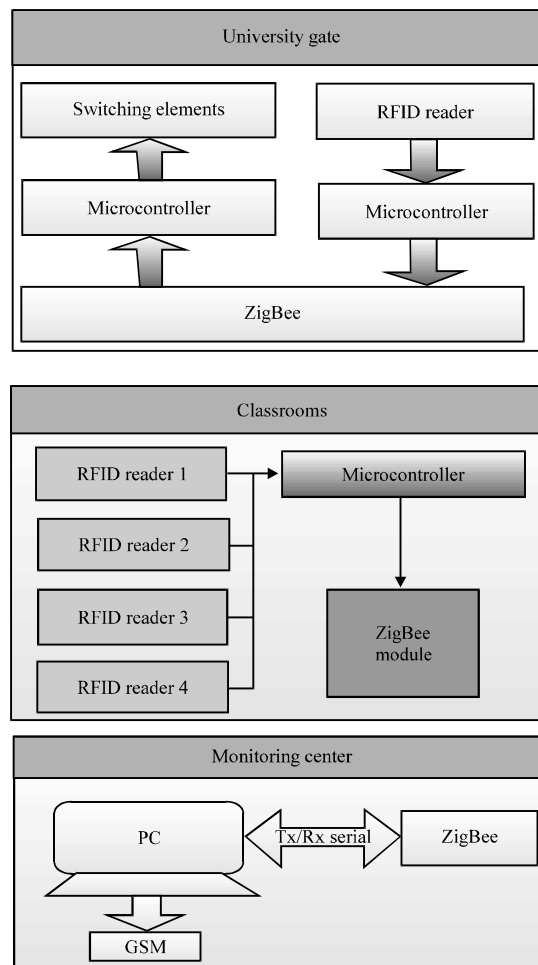 University gate
Switching elements
RFID reader
Microcontroller
Microcontroller
ZigBee
Classrooms
RFID reader 1
Microcontroller
RFID reader 2
RFID reader 3
ZigBee
module
RFID reader 4
Monitoring center
PC
Tx/Rx serial
ZigBee
GSM